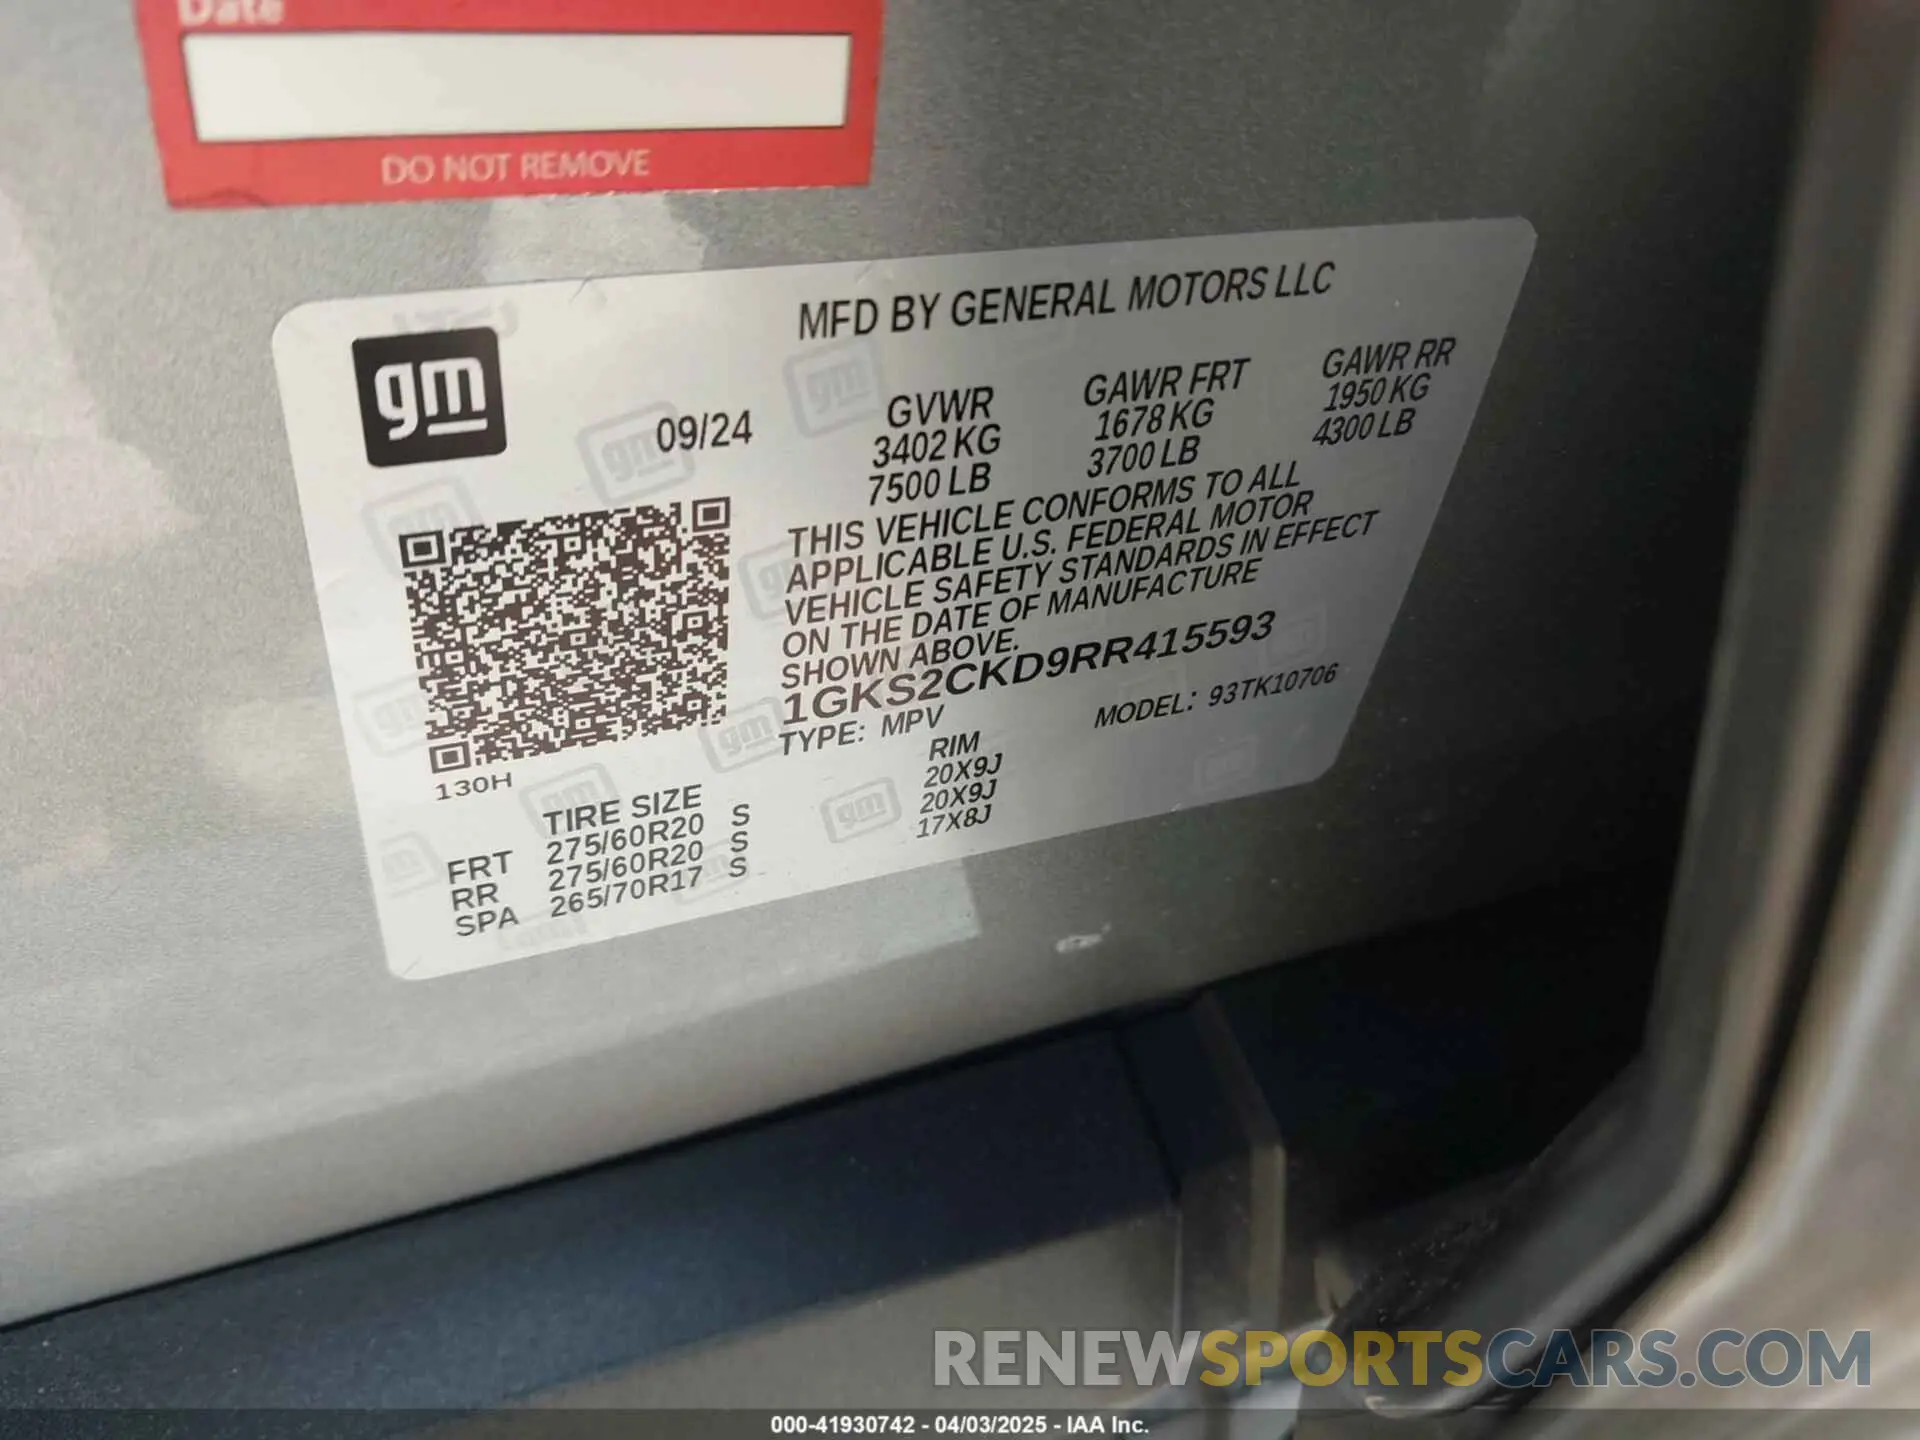 Date
DO NOT REMOVE
MFD BY GENERAL MOTORS LLC
gm
09/24
GVWR
3402 KG
7500 LB
GAWR FRT
1678 KG
3700 LB
GAWR RR
1950 KG
4300 LB
THIS VEHICLE CONFORMS TO ALL
APPLICABLE U.S. FEDERAL MOTOR
VEHICLE SAFETY STANDARDS IN EFFECT
ON THE DATE OF MANUFACTURE
SHOWN ABOVE.
1GKS2CKD9RR415593
TYPE: MPV
MODEL: 93TK10706
130H
TIRE SIZE RIM
FRT 275/60R20 S 20X9J
RR 275/60R20 S 20X9J
SPA 265/70R17 S 17X8J
RENEWSPORTSCARS.COM
000-41930742 - 04/03/2025 - IAA Inc.